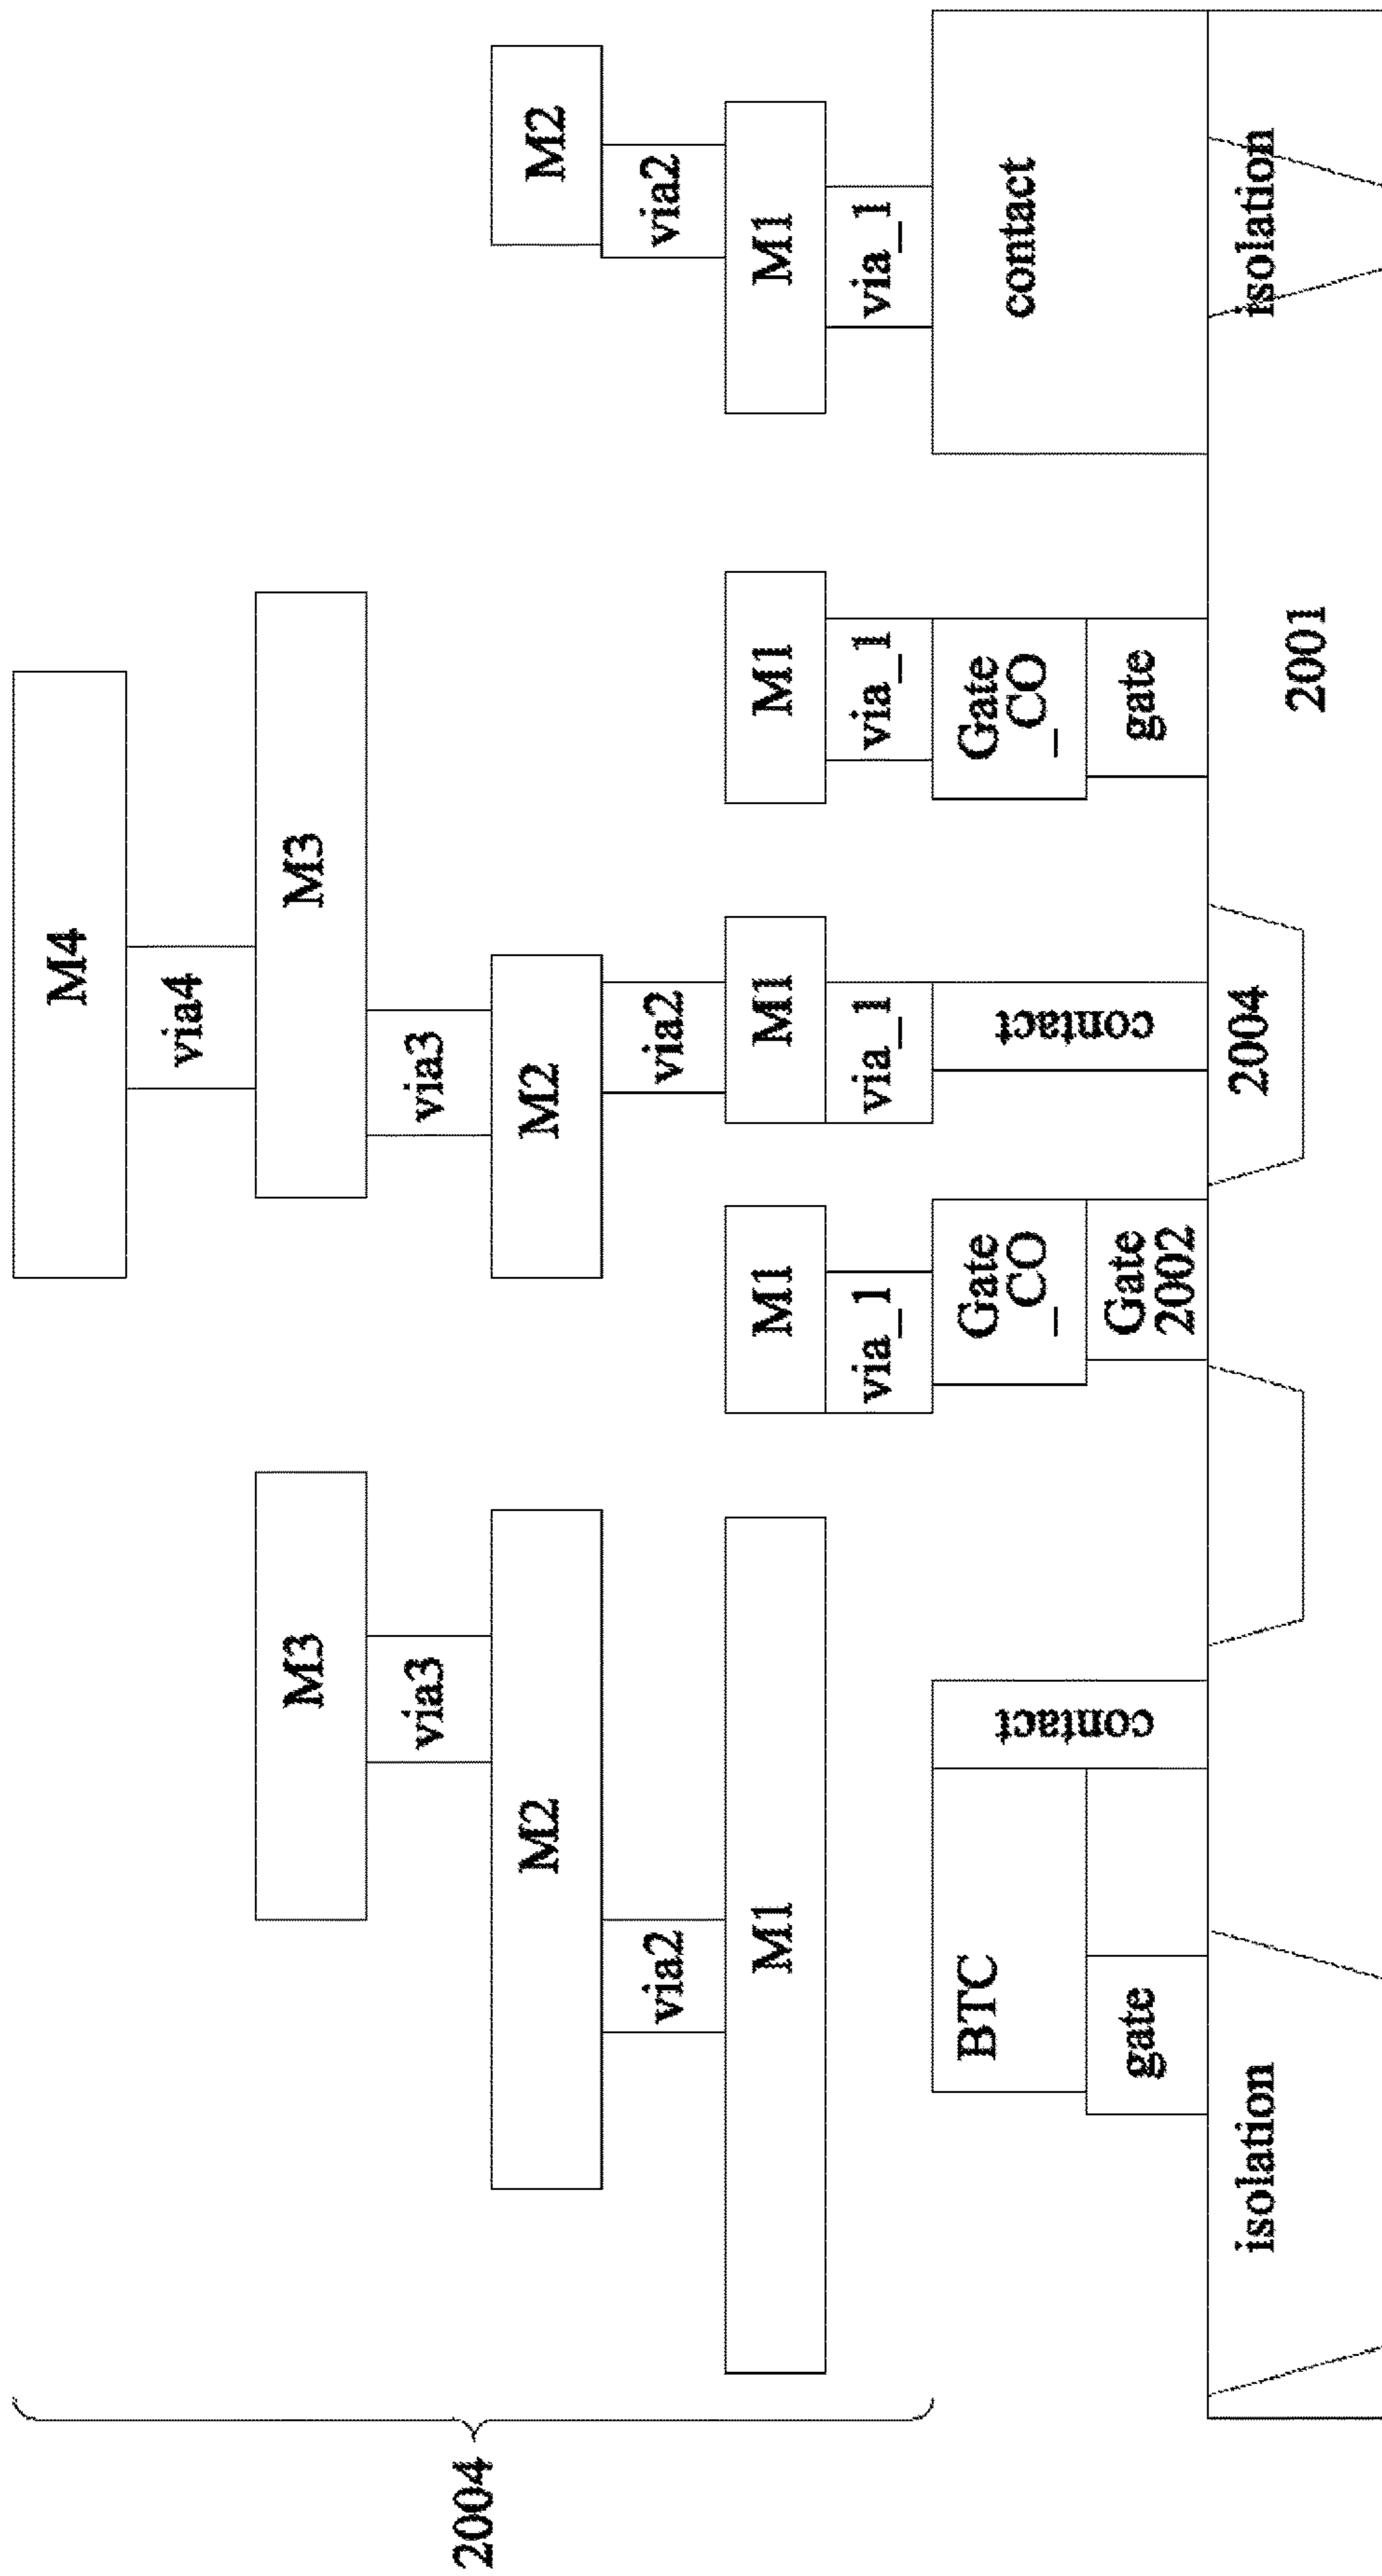 M4
via4
M3
M3
via3
via3
2004
M2
M2
M2
via2
via2
via2
M1
M1
M1
M1
M1
via_1
via_1
via_1
via_1
BTC
contact
Gate
_CO
contact
Gate
_CO
contact
gate
Gate
2002
gate
isolation
2004
isolation
2001